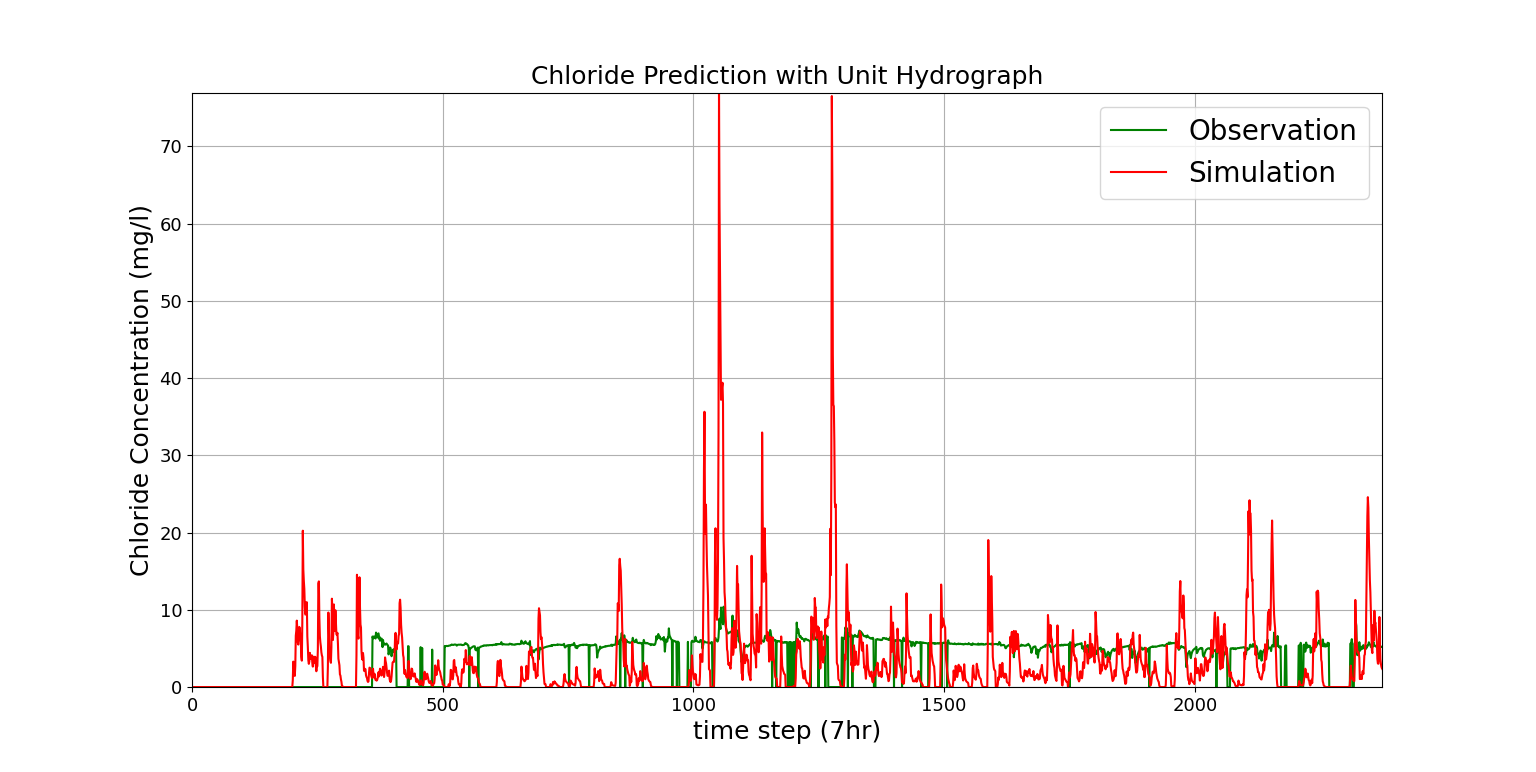 Chloride Prediction with Unit Hydrograph
Observation
Simulation
Chloride Concentration (mg/l)
70
60
50
40
30
20
10
0
0 500 1000 1500 2000
time step (7hr)